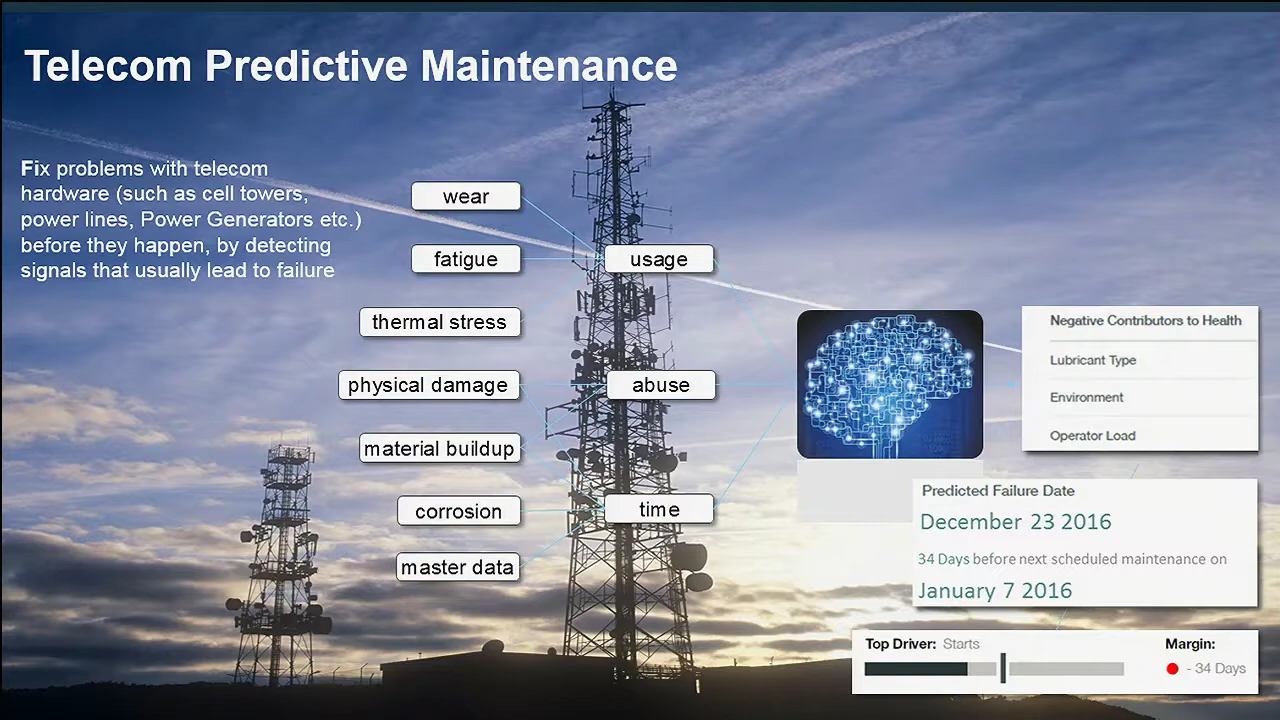 Telecom Predictive Maintenance
Fix problems with telecom
hardware (such as cell towers,
power lines, Power Generators etc.)
before they happen, by detecting
signals that usually lead to failure
wear
fatigue
thermal stress
physical damage
material buildup
corrosion
master data
usage
abuse
time
Negative Contributors to Health
Lubricant Type
Environment
Operator Load
Predicted Failure Date
December 23 2016
34 Days before next scheduled maintenance on
January 7 2016
Top Driver: Starts
Margin:
- 34 Days